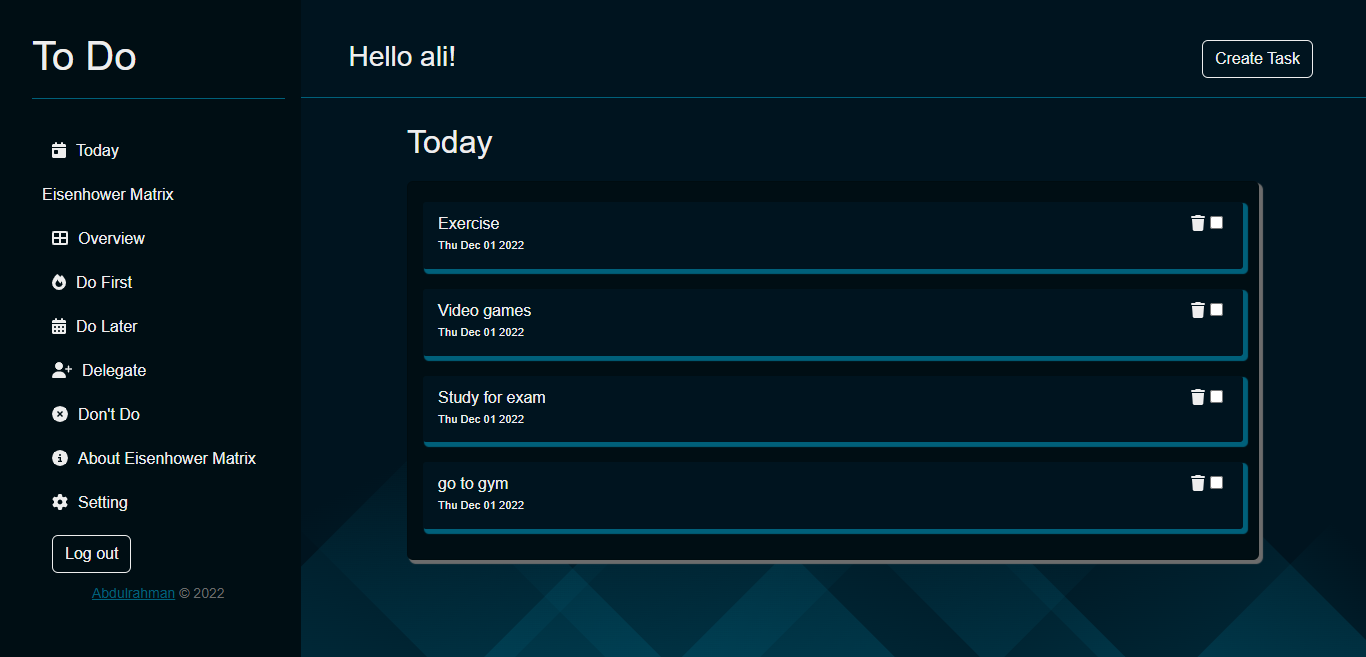 To Do
Today
Eisenhower Matrix
Overview
Do First
Do Later
Delegate
Don't Do
About Eisenhower Matrix
Setting
Log out
Abdulrahman © 2022
Hello ali!
Create Task
Today
Exercise
Thu Dec 01 2022
Video games
Thu Dec 01 2022
Study for exam
Thu Dec 01 2022
go to gym
Thu Dec 01 2022